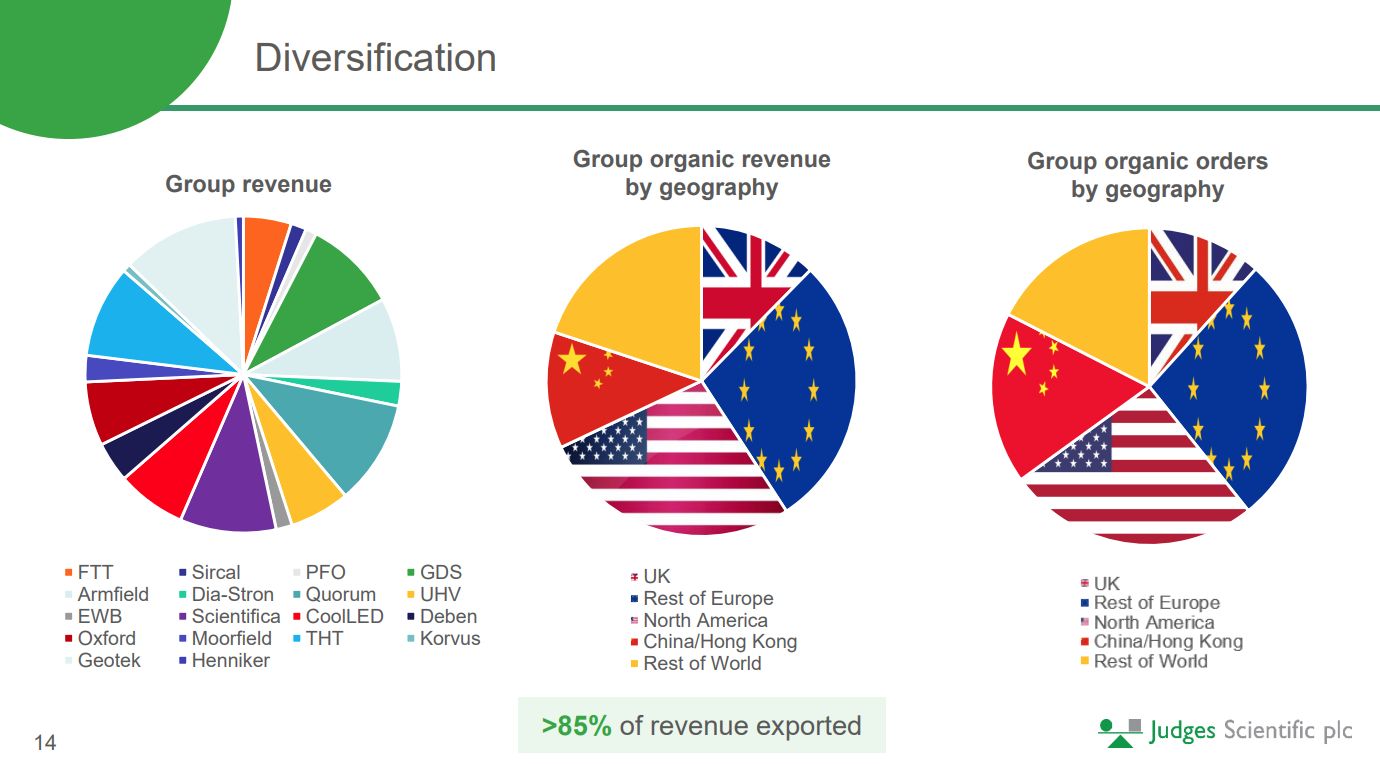 Diversification
Group revenue
Group organic revenue
by geography
Group organic orders
by geography
FTT
Sircal
PFO
GDS
Armfield
Dia-Stron
Quorum
UHV
EWB
Scientifica
CoolLED
Deben
Oxford
Moorfield
THT
Korvus
Geotek
Henniker
UK
Rest of Europe
North America
China/Hong Kong
Rest of World
UK
Rest of Europe
North America
China/Hong Kong
Rest of World
>85% of revenue exported
14
Judges Scientific plc